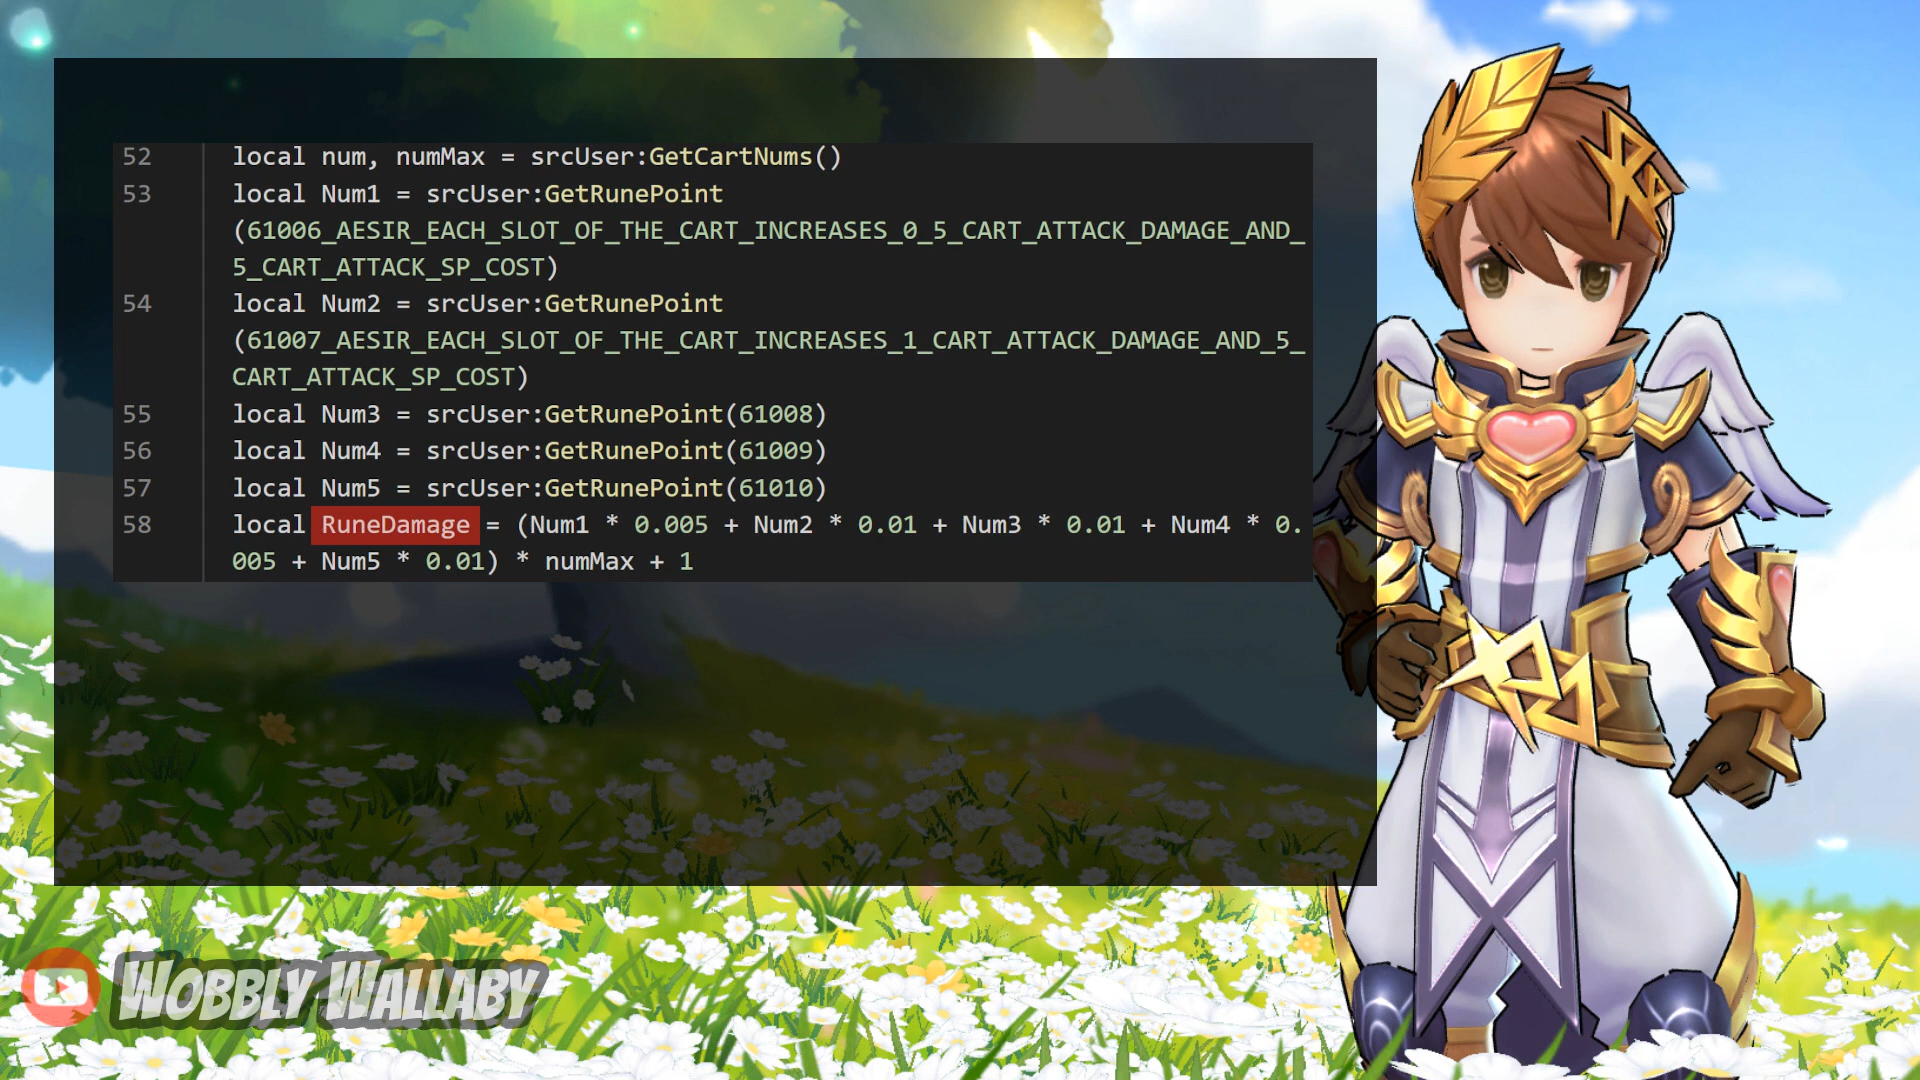 52 local num, numMax = srcUser:GetCartNums()
53 local Num1 = srcUser:GetRunePoint
(61006_AESIR_EACH_SLOT_OF_THE_CART_INCREASES_0_5_CART_ATTACK_DAMAGE_AND_
5_CART_ATTACK_SP_COST)
54 local Num2 = srcUser:GetRunePoint
(61007_AESIR_EACH_SLOT_OF_THE_CART_INCREASES_1_CART_ATTACK_DAMAGE_AND_5_
CART_ATTACK_SP_COST)
55 local Num3 = srcUser:GetRunePoint(61008)
56 local Num4 = srcUser:GetRunePoint(61009)
57 local Num5 = srcUser:GetRunePoint(61010)
58 local RuneDamage = (Num1 * 0.005 + Num2 * 0.01 + Num3 * 0.01 + Num4 * 0.
005 + Num5 * 0.01) * numMax + 1
WOBBLY WALLABY